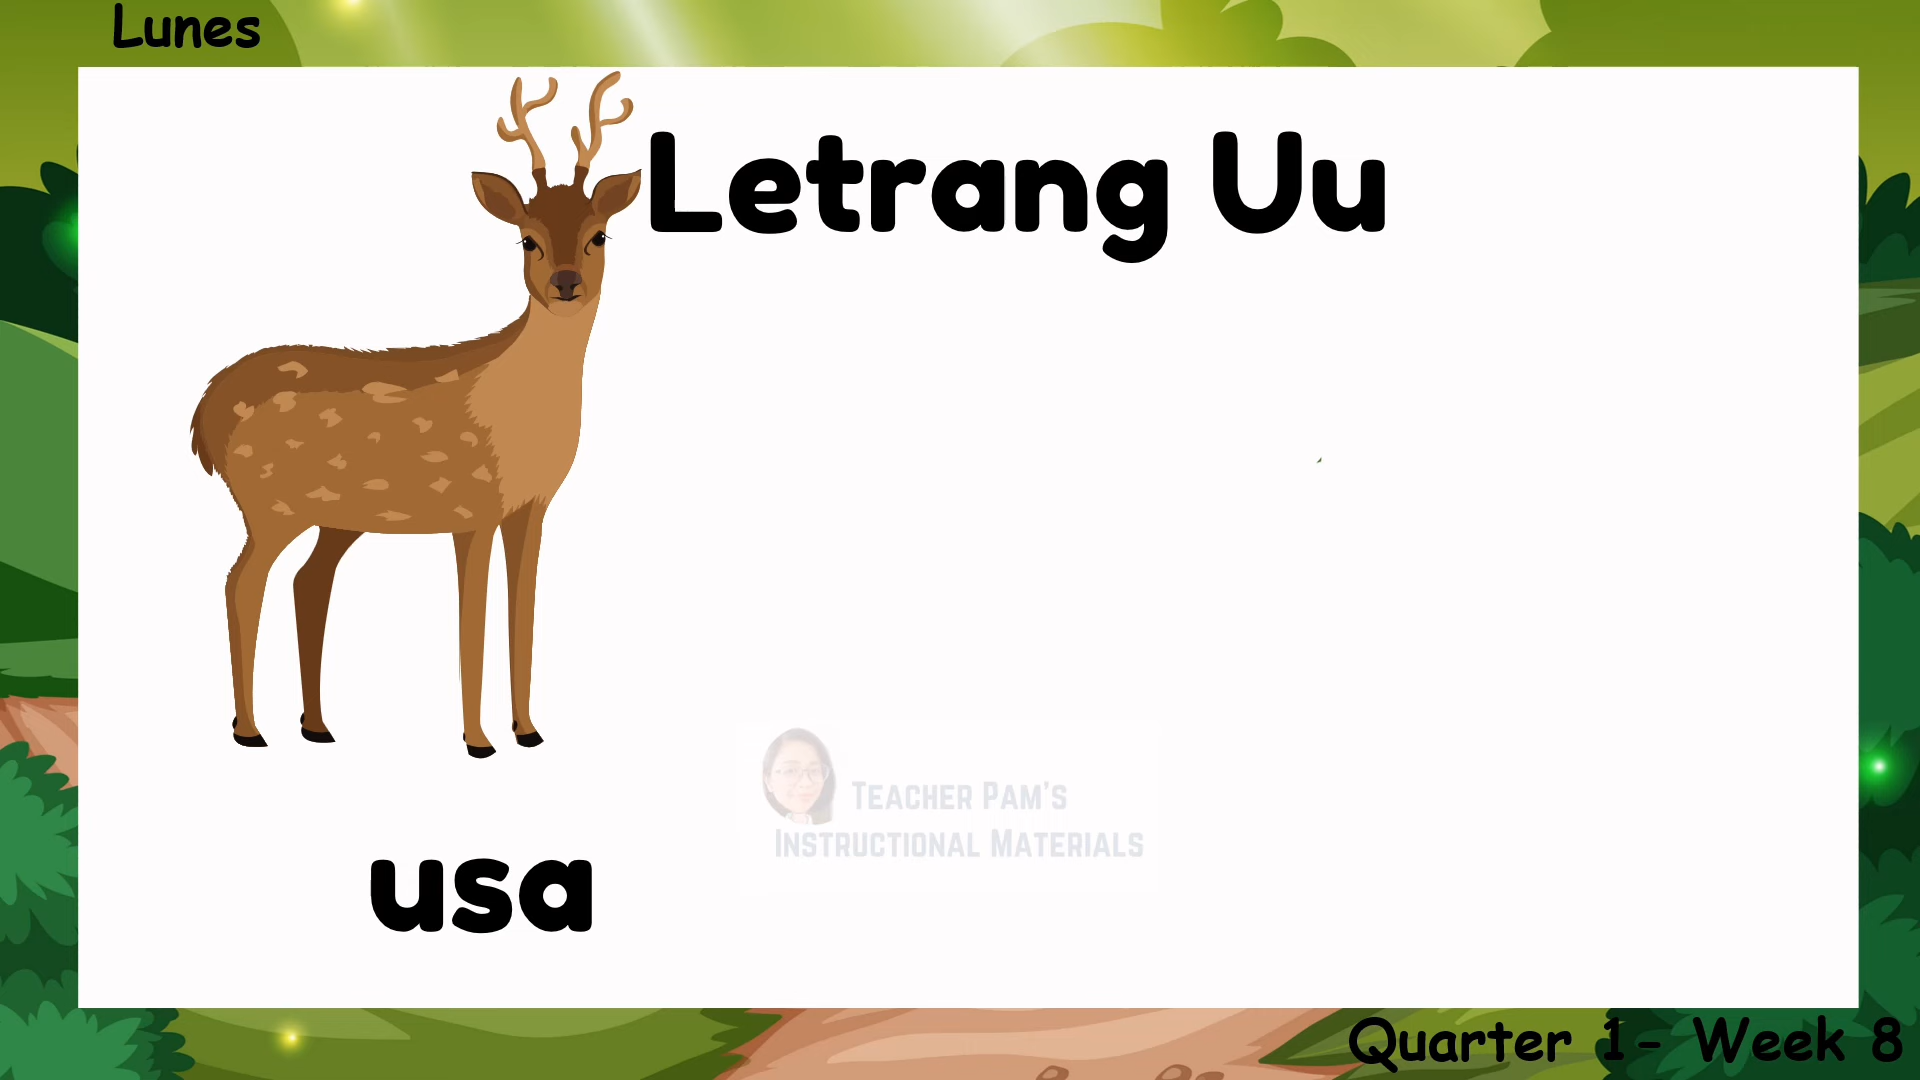 Lunes
Letrang Uu
Teacher Pam's
Instructional Materials
usa
Quarter 1- Week 8